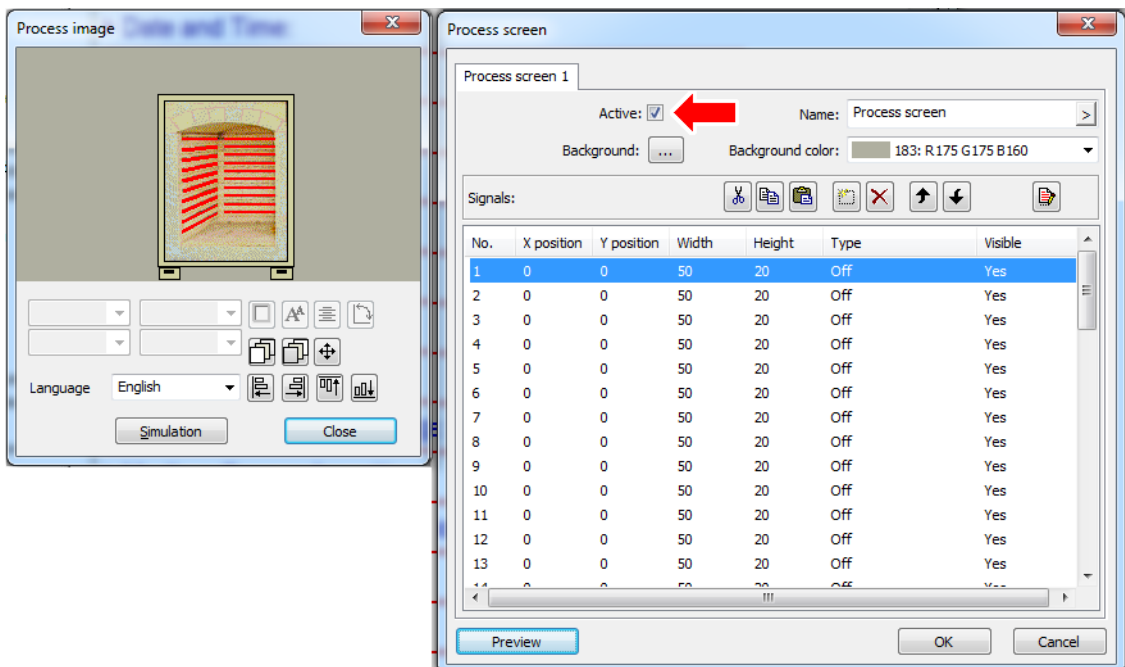 Process image
Date and Time:
Language
English
Simulation
Close
Process screen
Process screen 1
Active:
Name: Process screen >
Background: ...
Background color: 183: R175 G175 B160
Signals:
No. X position Y position Width Height Type Visible
1 0 0 50 20 Off Yes
2 0 0 50 20 Off Yes
3 0 0 50 20 Off Yes
4 0 0 50 20 Off Yes
5 0 0 50 20 Off Yes
6 0 0 50 20 Off Yes
7 0 0 50 20 Off Yes
8 0 0 50 20 Off Yes
9 0 0 50 20 Off Yes
10 0 0 50 20 Off Yes
11 0 0 50 20 Off Yes
12 0 0 50 20 Off Yes
13 0 0 50 20 Off Yes
Preview
OK
Cancel